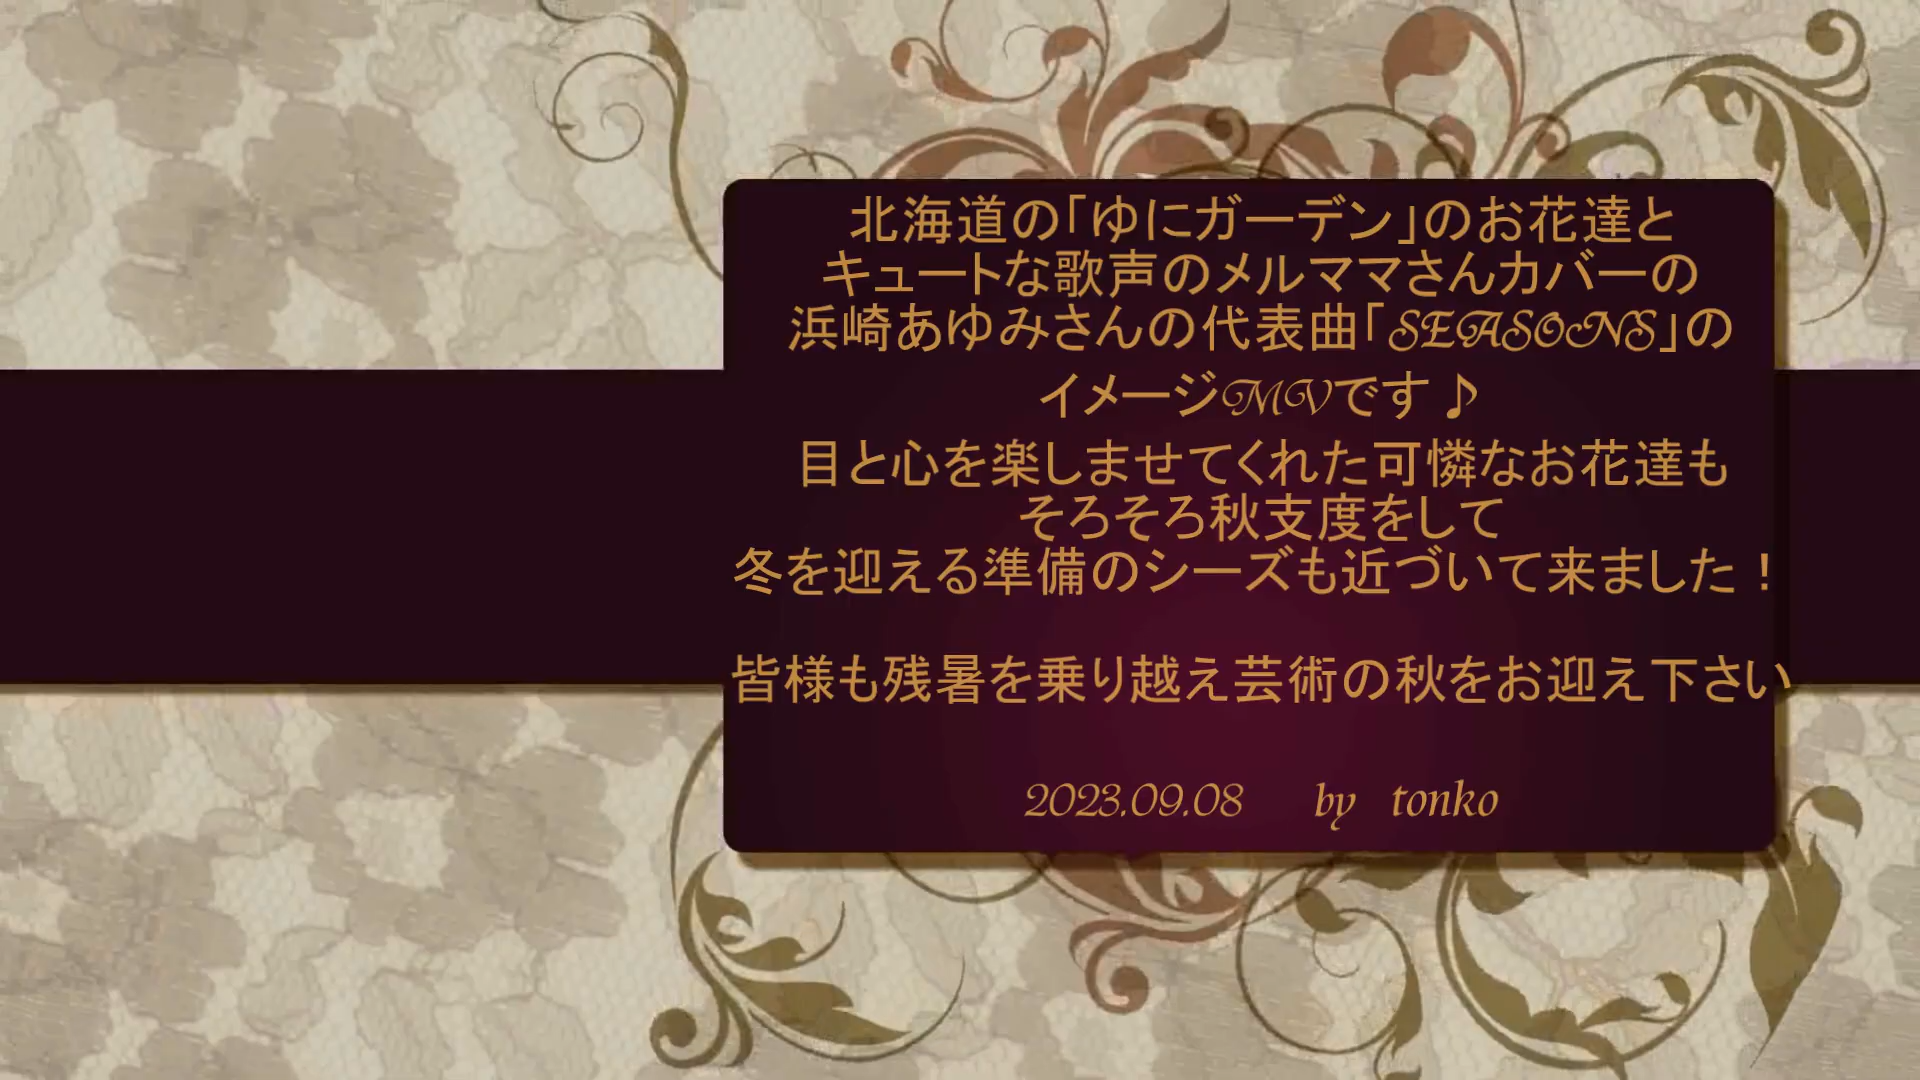 北海道の「ゆにガーデン」のお花達と
キュートな歌声のメルママさんカバーの
浜崎あゆみさんの代表曲「SEASONS」の
イメージMVです♪
目と心を楽しませてくれた可憐なお花達も
そろそろ秋支度をして
冬を迎える準備のシーズも近づいて来ました！
皆様も残暑を乗り越え芸術の秋をお迎え下さい
2023.09.08　by　tonko